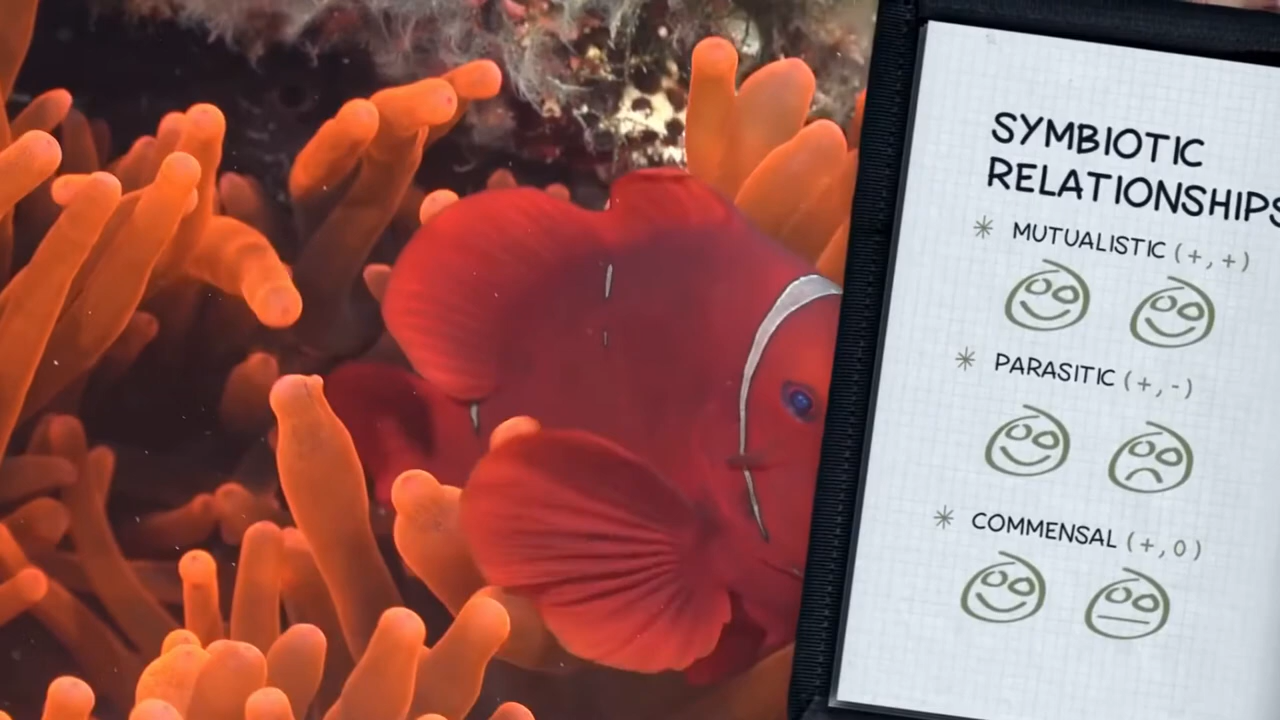 SYMBIOTIC
RELATIONSHIPS
* MUTUALISTIC (+,+)
* PARASITIC (+,-)
* COMMENSAL (+,0)